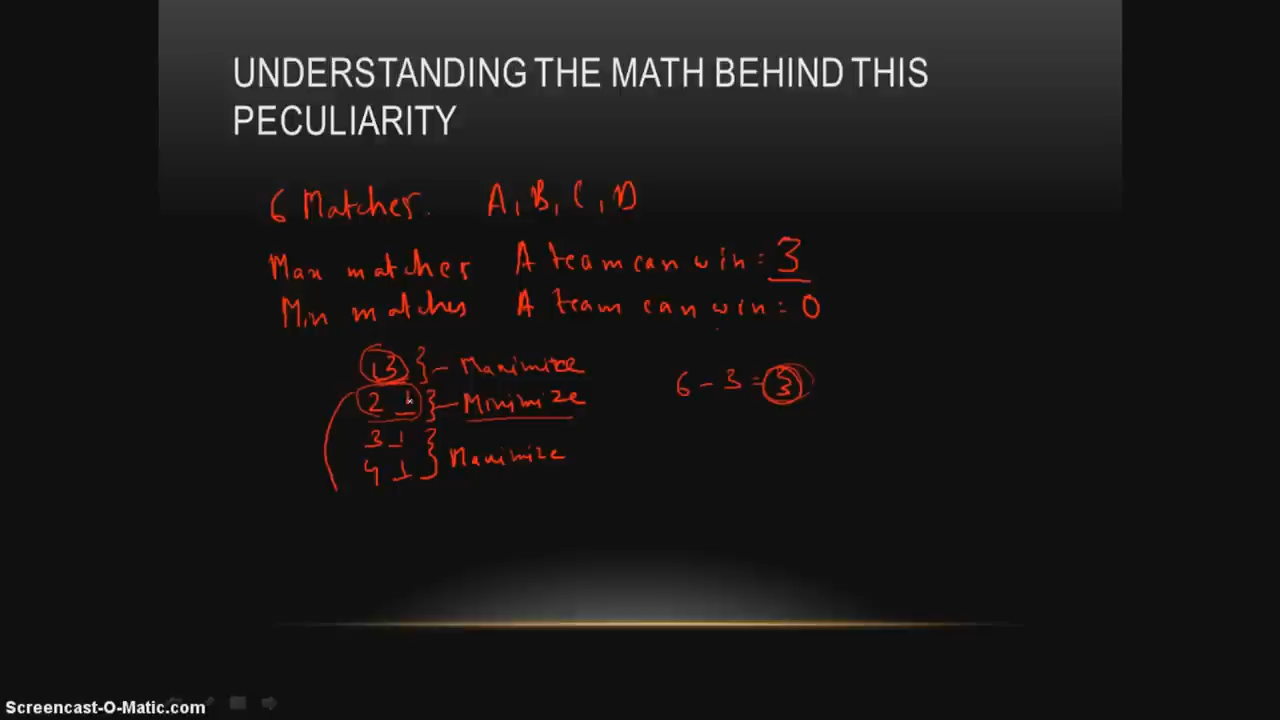 UNDERSTANDING THE MATH BEHIND THIS
PECULIARITY
6 Matches. A, B, C, D
Max matches A team can win = 3
Min matches A team can win = 0
1 3 } - Maximize
2 1 } - Minimize
3 1
4 1 } Maximize
6 - 3 = 3
Screencast-O-Matic.com